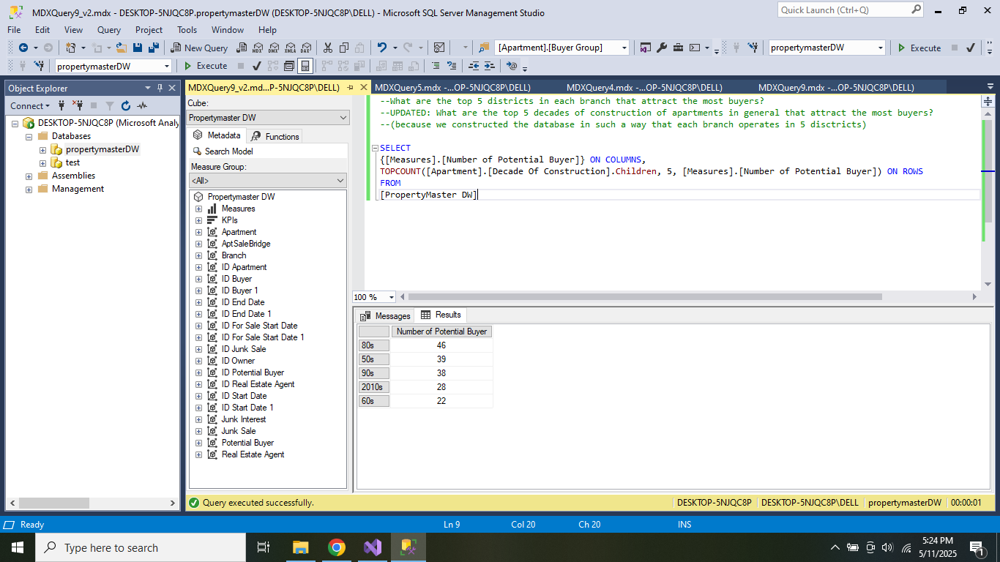 MDXQuery9_v2.mdx - DESKTOP-5NJQC8P.propertymasterDW (DESKTOP-5NJQC8P\DELL) - Microsoft SQL Server Management Studio
Quick Launch (Ctrl+Q)
File Edit View Query Project Tools Window Help
New Query
MDX DMX XMLA DAX
[Apartment].[Buyer Group]
propertymasterDW
Execute
propertymasterDW
Execute
Object Explorer
Connect
DESKTOP-5NJQC8P (Microsoft Analy
Databases
propertymasterDW
test
Assemblies
Management
MDXQuery9_v2.md...P-5NJQC8P\DELL)
MDXQuery5.mdx -...OP-5NJQC8P\DELL)
MDXQuery4.mdx -...OP-5NJQC8P\DELL)
MDXQuery9.mdx -...OP-5NJQC8P\DELL)
Cube:
Propertymaster DW
Metadata
Functions
Search Model
Measure Group:
<All>
Propertymaster DW
Measures
KPIs
Apartment
AptSaleBridge
Branch
ID Apartment
ID Buyer
ID Buyer 1
ID End Date
ID End Date 1
ID For Sale Start Date
ID For Sale Start Date 1
ID Junk Sale
ID Owner
ID Potential Buyer
ID Real Estate Agent
ID Start Date
ID Start Date 1
Junk Interest
Junk Sale
Potential Buyer
Real Estate Agent
--What are the top 5 districts in each branch that attract the most buyers?
--UPDATED: What are the top 5 decades of construction of apartments in general that attract the most buyers?
--(because we constructed the database in such a way that each branch operates in 5 disctricts)
SELECT
{[Measures].[Number of Potential Buyer]} ON COLUMNS,
TOPCOUNT([Apartment].[Decade Of Construction].Children, 5, [Measures].[Number of Potential Buyer]) ON ROWS
FROM
[PropertyMaster DW]
100 %
Messages
Results
Number of Potential Buyer
80s 46
50s 39
90s 38
2010s 28
60s 22
Query executed successfully.
DESKTOP-5NJQC8P
DESKTOP-5NJQC8P\DELL
propertymasterDW
00:00:01
Ready
Ln 9
Col 20
Ch 20
INS
Type here to search
5:24 PM
5/11/2025
1